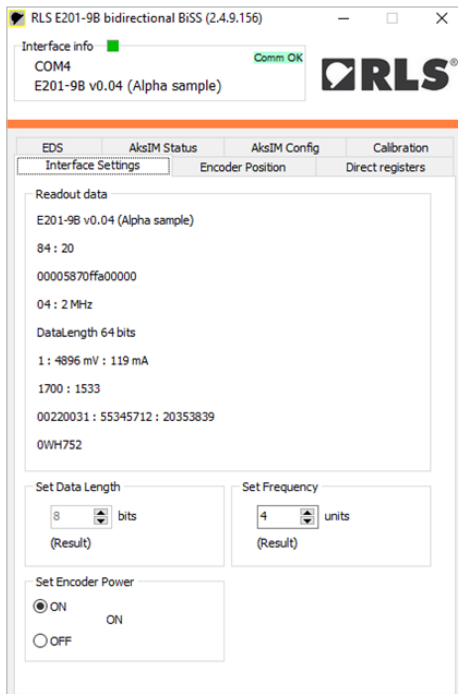 RLS E201-9B bidirectional BiSS (2.4.9.156)
Interface info
COM4
Comm OK
E201-9B v0.04 (Alpha sample)
RLS®
EDS AksIM Status AksIM Config Calibration
Interface Settings Encoder Position Direct registers
Readout data
E201-9B v0.04 (Alpha sample)
84 : 20
00005870ffa00000
04 : 2 MHz
DataLength 64 bits
1 : 4896 mV : 119 mA
1700 : 1533
00220031 : 55345712 : 20353839
0WH752
Set Data Length
8 bits
(Result)
Set Frequency
4 units
(Result)
Set Encoder Power
ON
ON
OFF